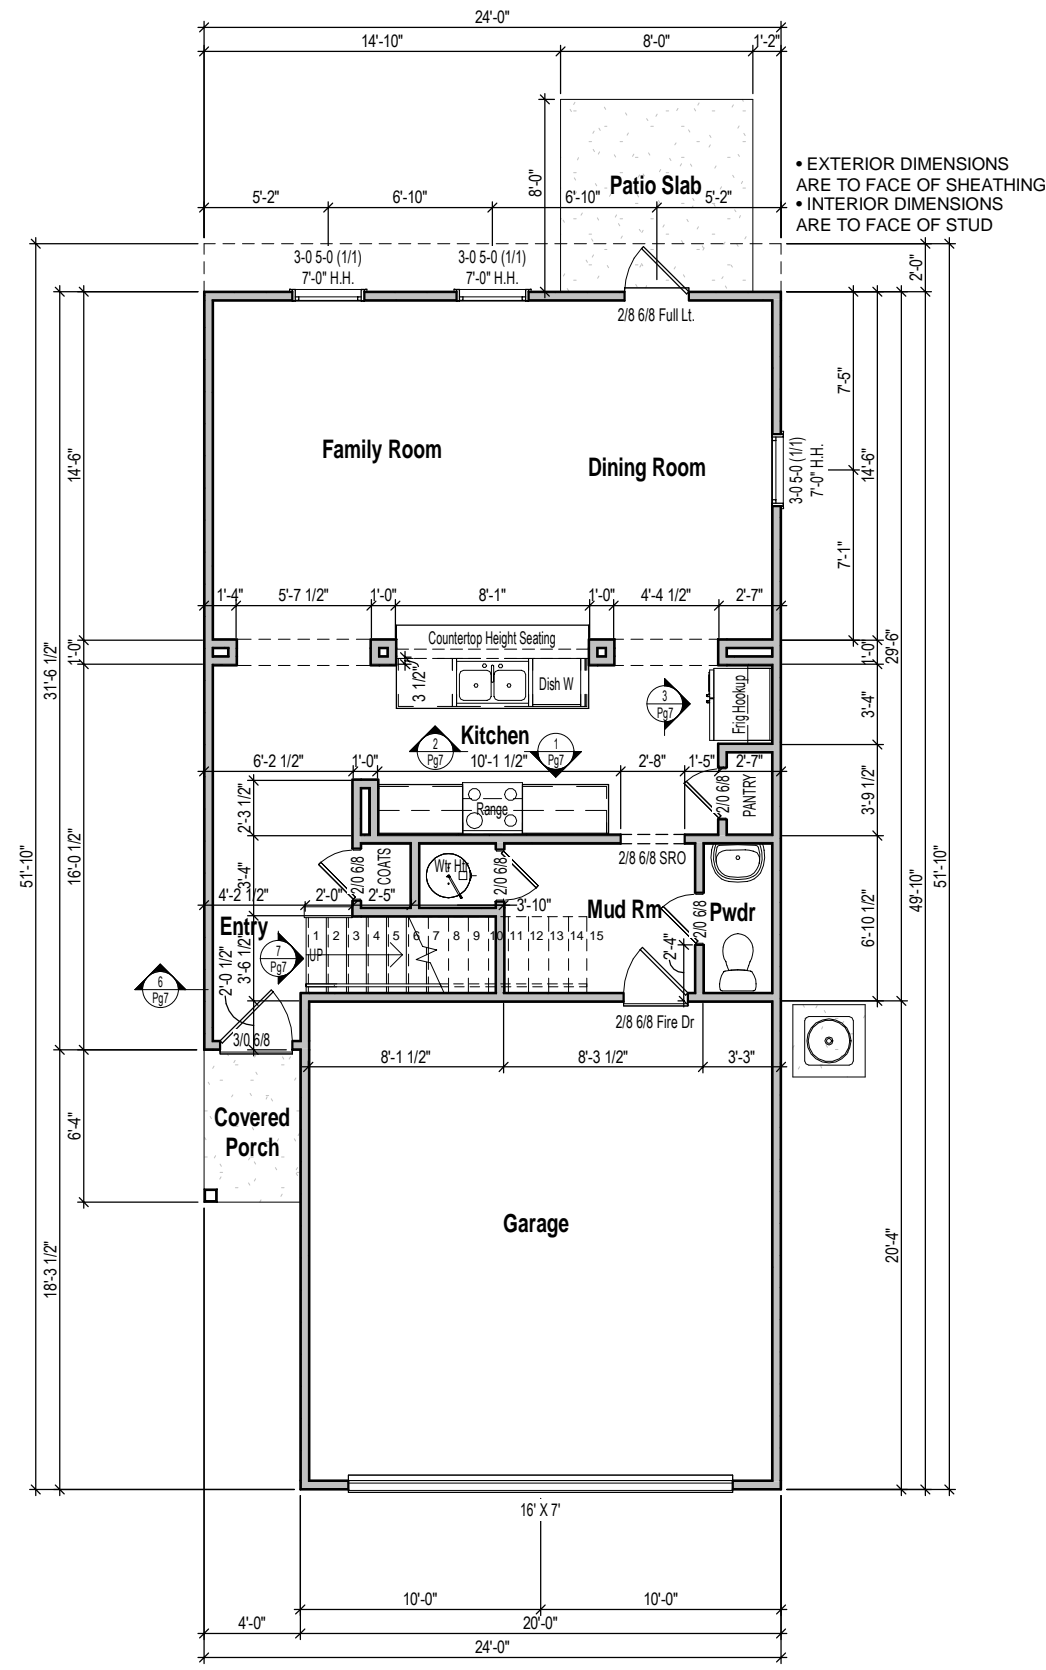 24'-0"
14'-10"
8'-0"
1'-2"
• EXTERIOR DIMENSIONS
ARE TO FACE OF SHEATHING
• INTERIOR DIMENSIONS
ARE TO FACE OF STUD
8'-0"
Patio Slab
5'-2"
6'-10"
6'-10"
5'-2"
3-0 5-0 (1/1)
7'-0" H.H.
3-0 5-0 (1/1)
7'-0" H.H.
2'-0"
2/8 6/8 Full Lt.
7'-5"
Family Room
Dining Room
14'-6"
3-0 5-0 (1/1)
7'-0" H.H.
14'-6"
7'-1"
1'-4"
5'-7 1/2"
1'-0"
8'-1"
1'-0"
4'-4 1/2"
2'-7"
Countertop Height Seating
1'-0"
1'-0"
29'-6"
31'-6 1/2"
3 1/2"
Dish W
3
Pg7
Frig Hookup
3'-4"
Kitchen
2
Pg7
1
Pg7
6'-2 1/2"
1'-0"
10'-1 1/2"
2'-8"
1'-5"
2'-7"
2'-3 1/2"
Range
2/0 6/8
PANTRY
3'-9 1/2"
16'-0 1/2"
51'-10"
2/8 6/8 SRO
3'-4"
2/0 6/8
COATS
Wtr Htr
2/0 6/8
49'-10"
51'-10"
4'-2 1/2"
2'-0"
2'-5"
3'-10"
Mud Rm
2/0 6/8
Pwdr
6'-10 1/2"
Entry
1 2 3 4 5 6 7 8 9 10 11 12 13 14 15
UP
7
Pg7
2'-0 1/2"
3'-6 1/2"
2'-4"
6
Pg7
3/0 6/8
2/8 6/8 Fire Dr
8'-1 1/2"
8'-3 1/2"
3'-3"
Covered
Porch
6'-4"
Garage
18'-3 1/2"
20'-4"
16' X 7'
10'-0"
10'-0"
4'-0"
20'-0"
24'-0"